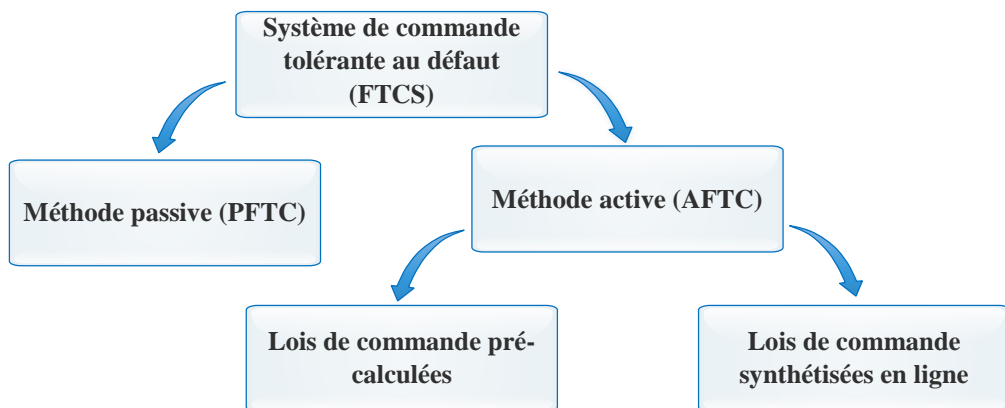 Système de commande
tolérante au défaut
(FTCS)
Méthode passive (PFTC)
Méthode active (AFTC)
Lois de commande pré-
calculées
Lois de commande
synthétisées en ligne